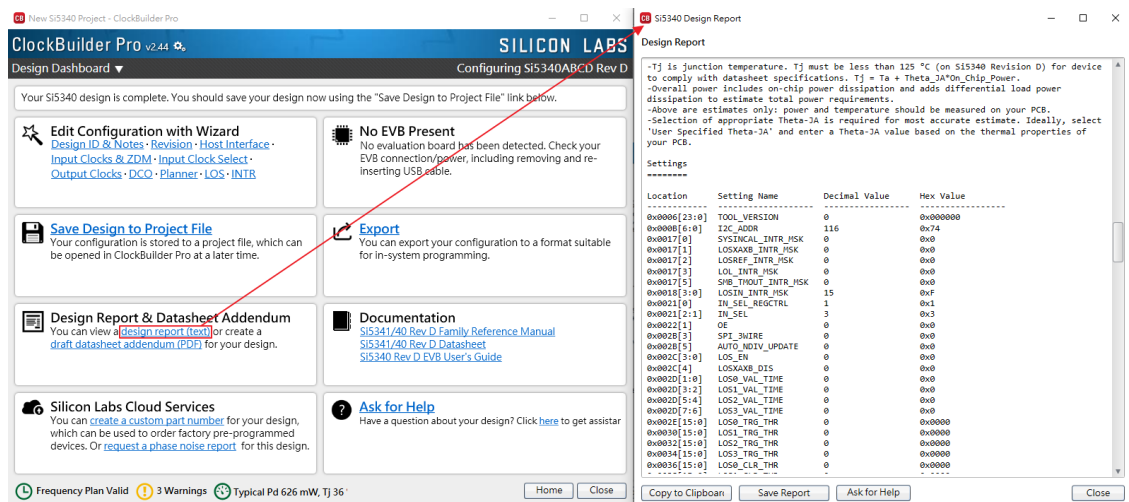 New Si5340 Project - ClockBuilder Pro
ClockBuilder Pro v2.44
SILICON LABS
Design Dashboard ▼
Configuring Si5340ABCD Rev D
Your Si5340 design is complete. You should save your design now using the "Save Design to Project File" link below.
Edit Configuration with Wizard
Design ID & Notes · Revision · Host Interface ·
Input Clocks & ZDM · Input Clock Select ·
Output Clocks · DCO · Planner · LOS · INTR
No EVB Present
No evaluation board has been detected. Check your
EVB connection/power, including removing and re-
inserting USB cable.
Save Design to Project File
Your configuration is stored to a project file, which can
be opened in ClockBuilder Pro at a later time.
Export
You can export your configuration to a format suitable
for in-system programming.
Design Report & Datasheet Addendum
You can view a design report (text) or create a
draft datasheet addendum (PDF) for your design.
Documentation
Si5341/40 Rev D Family Reference Manual
Si5341/40 Rev D Datasheet
Si5340 Rev D EVB User's Guide
Silicon Labs Cloud Services
You can create a custom part number for your design,
which can be used to order factory pre-programmed
devices. Or request a phase noise report for this design.
Ask for Help
Have a question about your design? Click here to get assistar
Frequency Plan Valid
3 Warnings
Typical Pd 626 mW, Tj 36
Home
Close
Si5340 Design Report
Design Report
-Tj is junction temperature. Tj must be less than 125 °C (on Si5340 Revision D) for device
to comply with datasheet specifications. Tj = Ta + Theta_JA*On_Chip_Power.
-Overall power includes on-chip power dissipation and adds differential load power
dissipation to estimate total power requirements.
-Above are estimates only: power and temperature should be measured on your PCB.
-Selection of appropriate Theta-JA is required for most accurate estimate. Ideally, select
'User Specified Theta-JA' and enter a Theta-JA value based on the thermal properties of
your PCB.
Settings
========
Location Setting Name Decimal Value Hex Value
------------ -------------------- ---------------- ----------------
0x0006[23:0] TOOL_VERSION 0 0x000000
0x000B[6:0] I2C_ADDR 116 0x74
0x0017[0] SYSINCAL_INTR_MSK 0 0x0
0x0017[1] LOSXAXB_INTR_MSK 0 0x0
0x0017[2] LOSREF_INTR_MSK 0 0x0
0x0017[3] LOL_INTR_MSK 0 0x0
0x0017[5] SMB_TMOUT_INTR_MSK 0 0x0
0x0018[3:0] LOSIN_INTR_MSK 15 0xF
0x0021[0] IN_SEL_REGCTRL 1 0x1
0x0021[2:1] IN_SEL 3 0x3
0x0022[1] OE 0 0x0
0x002B[3] SPI_3WIRE 0 0x0
0x002B[5] AUTO_NDIV_UPDATE 0 0x0
0x002C[3:0] LOS_EN 0 0x0
0x002C[4] LOSXAXB_DIS 0 0x0
0x002D[1:0] LOS0_VAL_TIME 0 0x0
0x002D[3:2] LOS1_VAL_TIME 0 0x0
0x002D[5:4] LOS2_VAL_TIME 0 0x0
0x002D[7:6] LOS3_VAL_TIME 0 0x0
0x002E[15:0] LOS0_TRG_THR 0 0x0000
0x0030[15:0] LOS1_TRG_THR 0 0x0000
0x0032[15:0] LOS2_TRG_THR 0 0x0000
0x0034[15:0] LOS3_TRG_THR 0 0x0000
0x0036[15:0] LOS0_CLR_THR 0 0x0000
Copy to Clipboar
Save Report
Ask for Help
Close